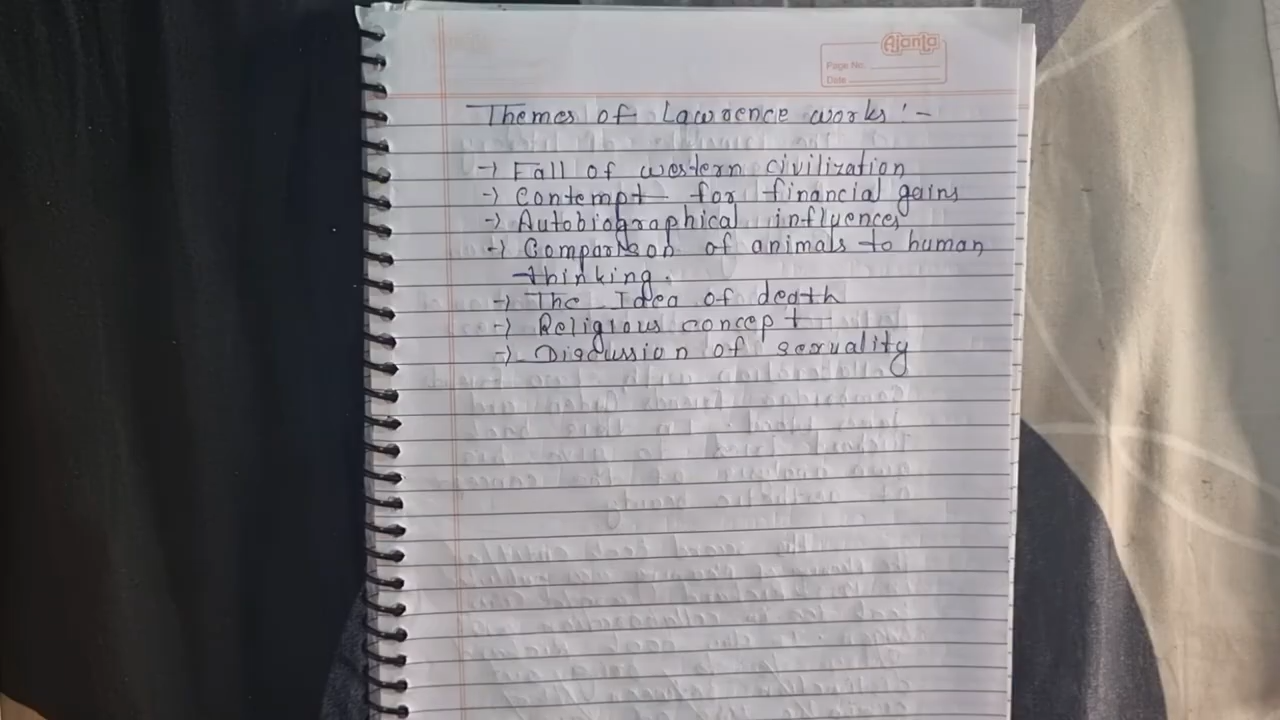 Ajanta
Page No.
Date
Themes of Lawrence works :-
→ Fall of western civilization
→ Contempt for financial gains
→ Autobiographical influences
→ Comparison of animals to human
thinking.
→ The Idea of death
→ Religious concept
→ Discussion of sexuality